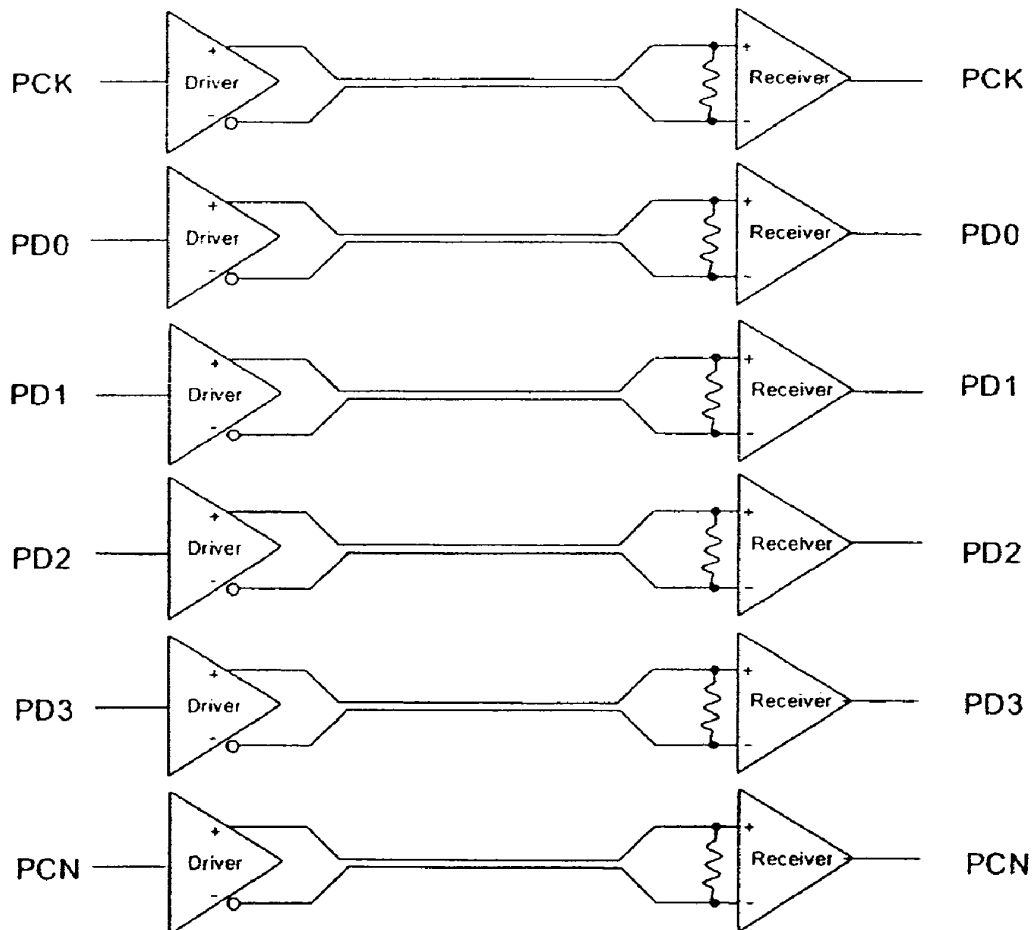 PCK + Driver - + Receiver - PCK
PD0 + Driver - + Receiver - PD0
PD1 + Driver - + Receiver - PD1
PD2 + Driver - + Receiver - PD2
PD3 + Driver - + Receiver - PD3
PCN + Driver - + Receiver - PCN